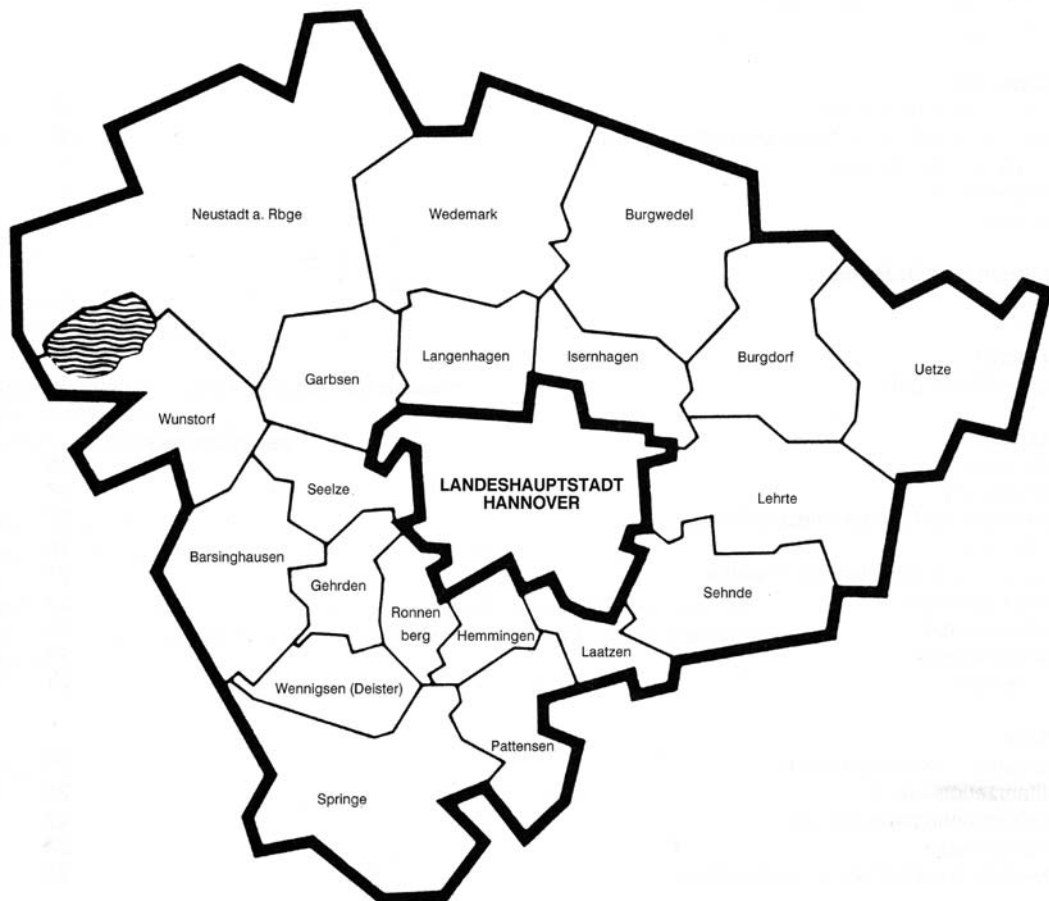 Neustadt a. Rbge
Wedemark
Burgwedel
Langenhagen
Isernhagen
Burgdorf
Uetze
Garbsen
Wunstorf
LANDESHAUPTSTADT
HANNOVER
Seelze
Lehrte
Barsinghausen
Gehrden
Ronnen
berg
Hemmingen
Sehnde
Laatzen
Wennigsen (Deister)
Pattensen
Springe